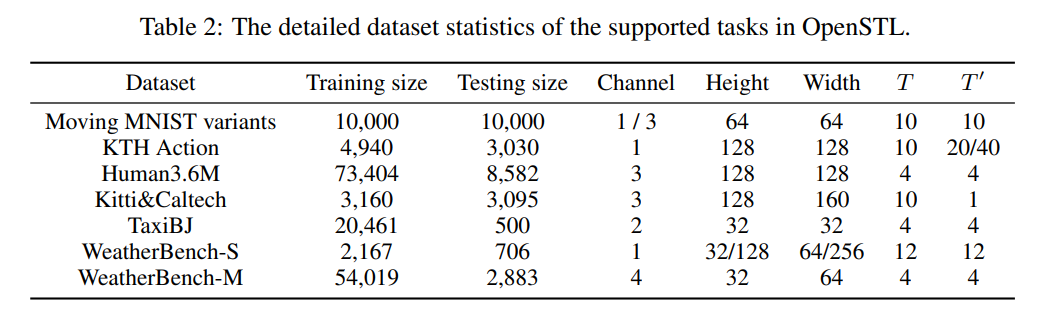 Table 2: The detailed dataset statistics of the supported tasks in OpenSTL.
Dataset Training size Testing size Channel Height Width T T′
Moving MNIST variants 10,000 10,000 1 / 3 64 64 10 10
KTH Action 4,940 3,030 1 128 128 10 20/40
Human3.6M 73,404 8,582 3 128 128 4 4
Kitti&Caltech 3,160 3,095 3 128 160 10 1
TaxiBJ 20,461 500 2 32 32 4 4
WeatherBench-S 2,167 706 1 32/128 64/256 12 12
WeatherBench-M 54,019 2,883 4 32 64 4 4